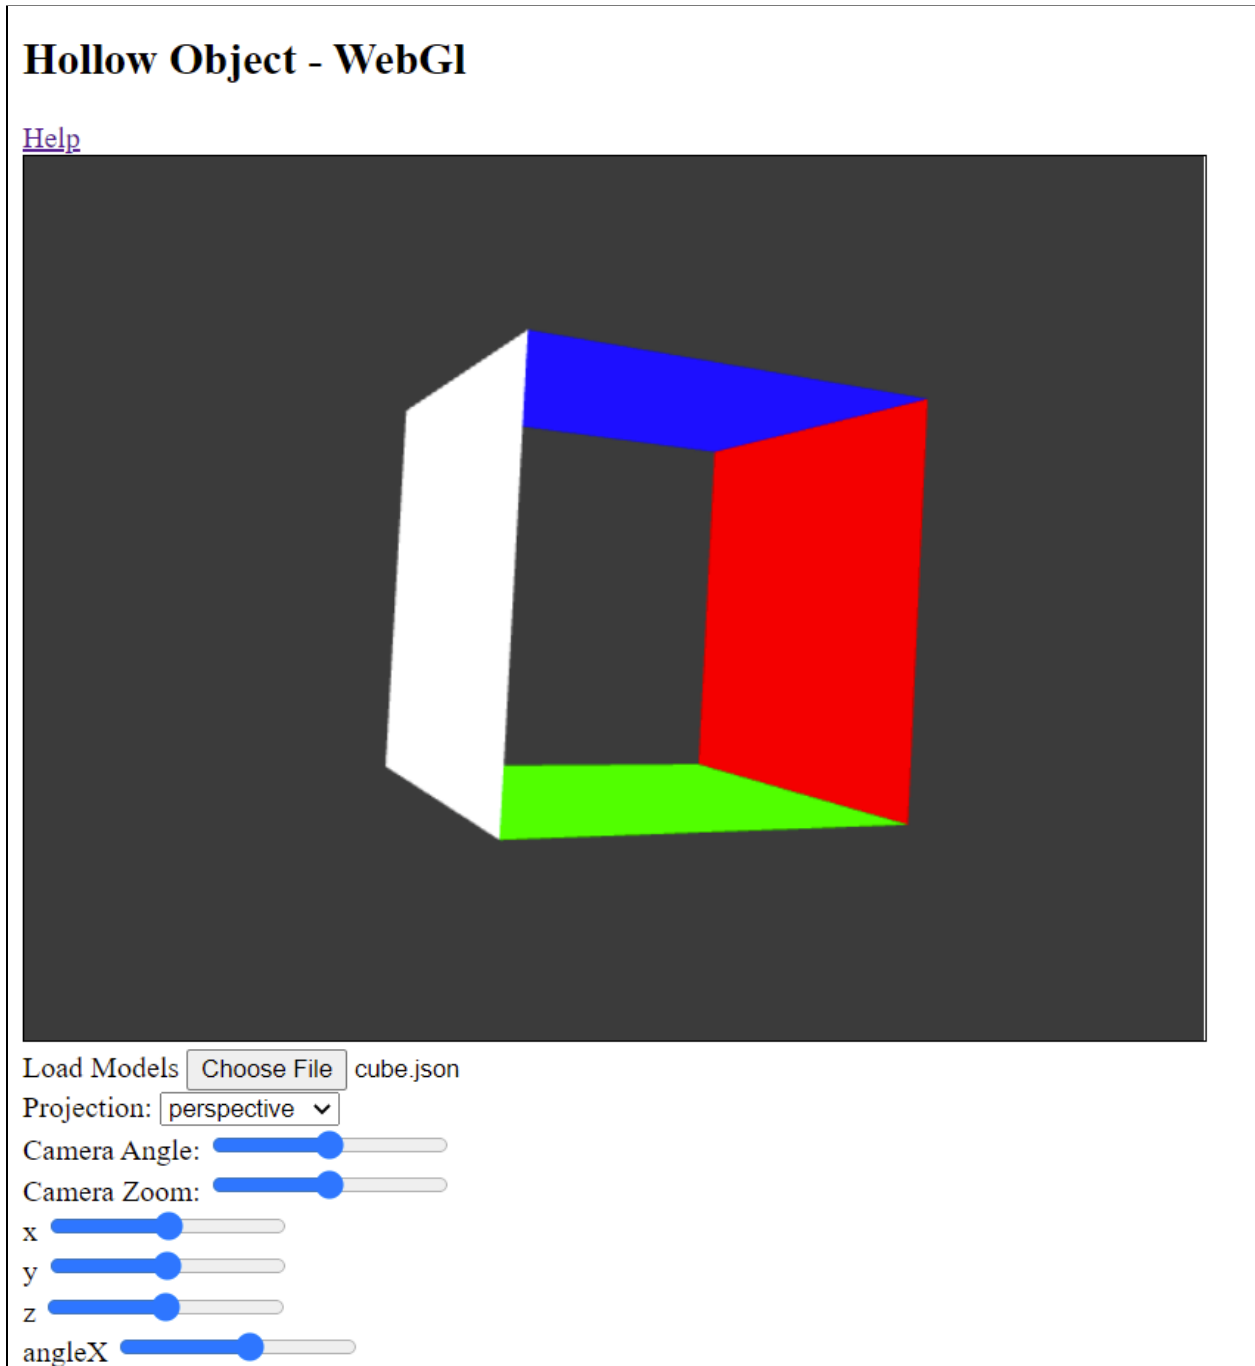 Hollow Object - WebGl
Help
Load Models Choose File cube.json
Projection: perspective
Camera Angle:
Camera Zoom:
x
y
z
angleX